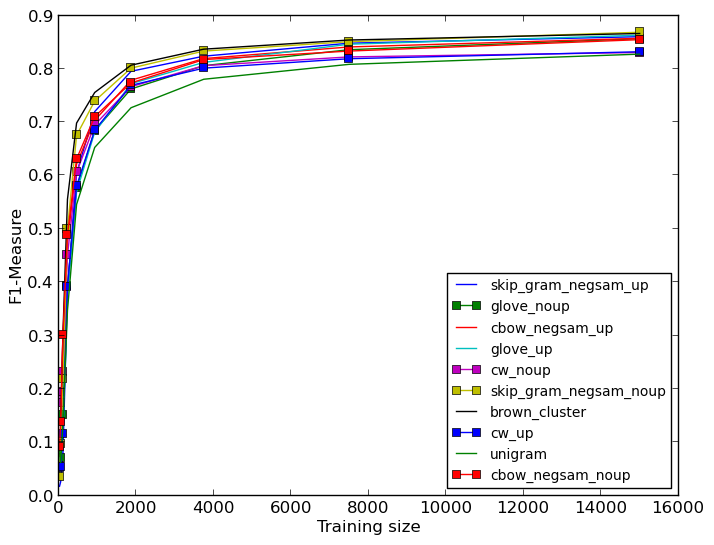 0.9
0.8
0.7
0.6
0.5
0.4
0.3
0.2
0.1
0.0
F1-Measure
skip_gram_negsam_up
glove_noup
cbow_negsam_up
glove_up
cw_noup
skip_gram_negsam_noup
brown_cluster
cw_up
unigram
cbow_negsam_noup
0 2000 4000 6000 8000 10000 12000 14000 16000
Training size